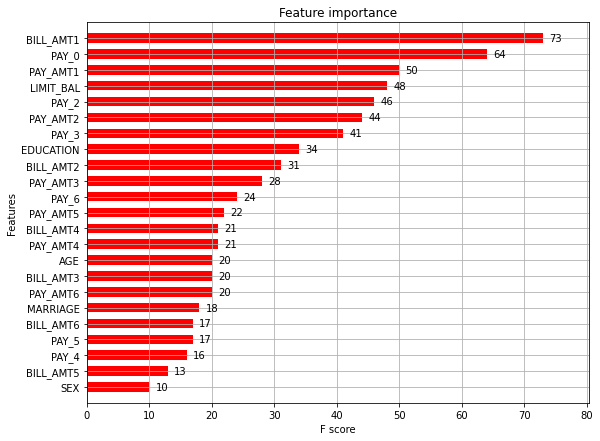 Feature importance
BILL_AMT1 73
PAY_0 64
PAY_AMT1 50
LIMIT_BAL 48
PAY_2 46
PAY_AMT2 44
PAY_3 41
EDUCATION 34
BILL_AMT2 31
PAY_AMT3 28
PAY_6 24
PAY_AMT5 22
BILL_AMT4 21
PAY_AMT4 21
AGE 20
BILL_AMT3 20
PAY_AMT6 20
MARRIAGE 18
BILL_AMT6 17
PAY_5 17
PAY_4 16
BILL_AMT5 13
SEX 10
Features
0 10 20 30 40 50 60 70 80
F score